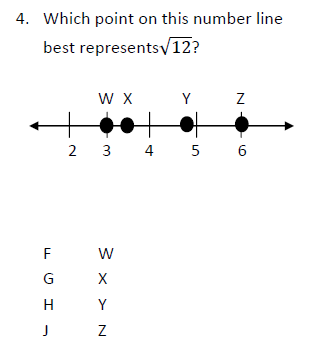 4. Which point on this number line
best represents√12?
W X Y Z
2 3 4 5 6
F W
G X
H Y
J Z